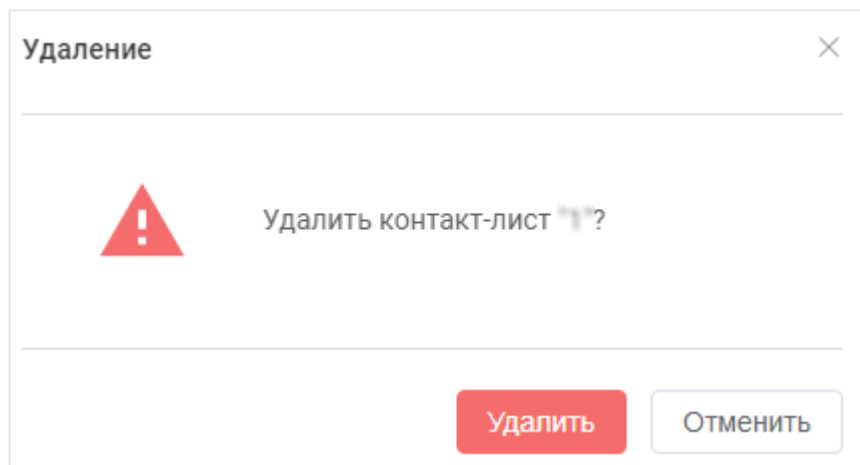 Удаление
Удалить контакт-лист ?
Удалить
Отменить